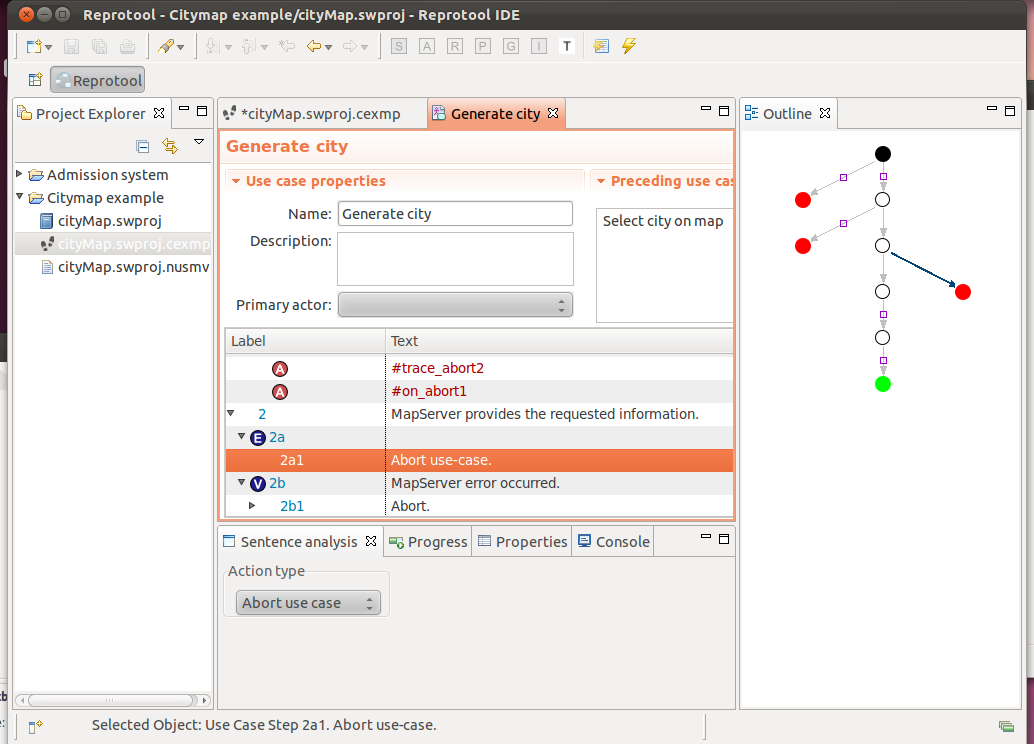 Reprotool - Citymap example/cityMap.swproj - Reprotool IDE
S A R P G I T
Reprotool
Project Explorer
Admission system
Citymap example
cityMap.swproj
cityMap.swproj.cexmp
cityMap.swproj.nusmv
*cityMap.swproj.cexmp
Generate city
Generate city
Use case properties
Name: Generate city
Description:
Primary actor:
Preceding use cas
Select city on map
Label Text
A #trace_abort2
A #on_abort1
2 MapServer provides the requested information.
E 2a
2a1 Abort use-case.
V 2b MapServer error occurred.
2b1 Abort.
Sentence analysis Progress Properties Console
Action type
Abort use case
Outline
Selected Object: Use Case Step 2a1. Abort use-case.